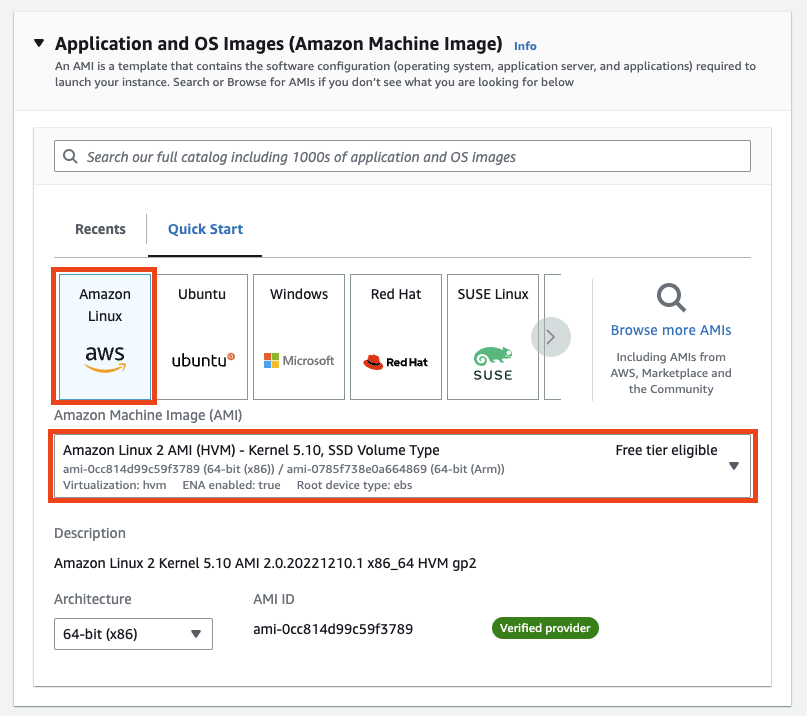 Application and OS Images (Amazon Machine Image) Info
An AMI is a template that contains the software configuration (operating system, application server, and applications) required to
launch your instance. Search or Browse for AMIs if you don't see what you are looking for below
Search our full catalog including 1000s of application and OS images
Recents
Quick Start
Amazon
Linux
aws
Ubuntu
ubuntu
Windows
Microsoft
Red Hat
Red Hat
SUSE Linux
SUSE
Browse more AMIs
Including AMIs from
AWS, Marketplace and
the Community
Amazon Machine Image (AMI)
Amazon Linux 2 AMI (HVM) - Kernel 5.10, SSD Volume Type
Free tier eligible
ami-0cc814d99c59f3789 (64-bit (x86)) / ami-0785f738e0a664869 (64-bit (Arm))
Virtualization: hvm ENA enabled: true Root device type: ebs
Description
Amazon Linux 2 Kernel 5.10 AMI 2.0.20221210.1 x86_64 HVM gp2
Architecture
AMI ID
64-bit (x86)
ami-0cc814d99c59f3789
Verified provider